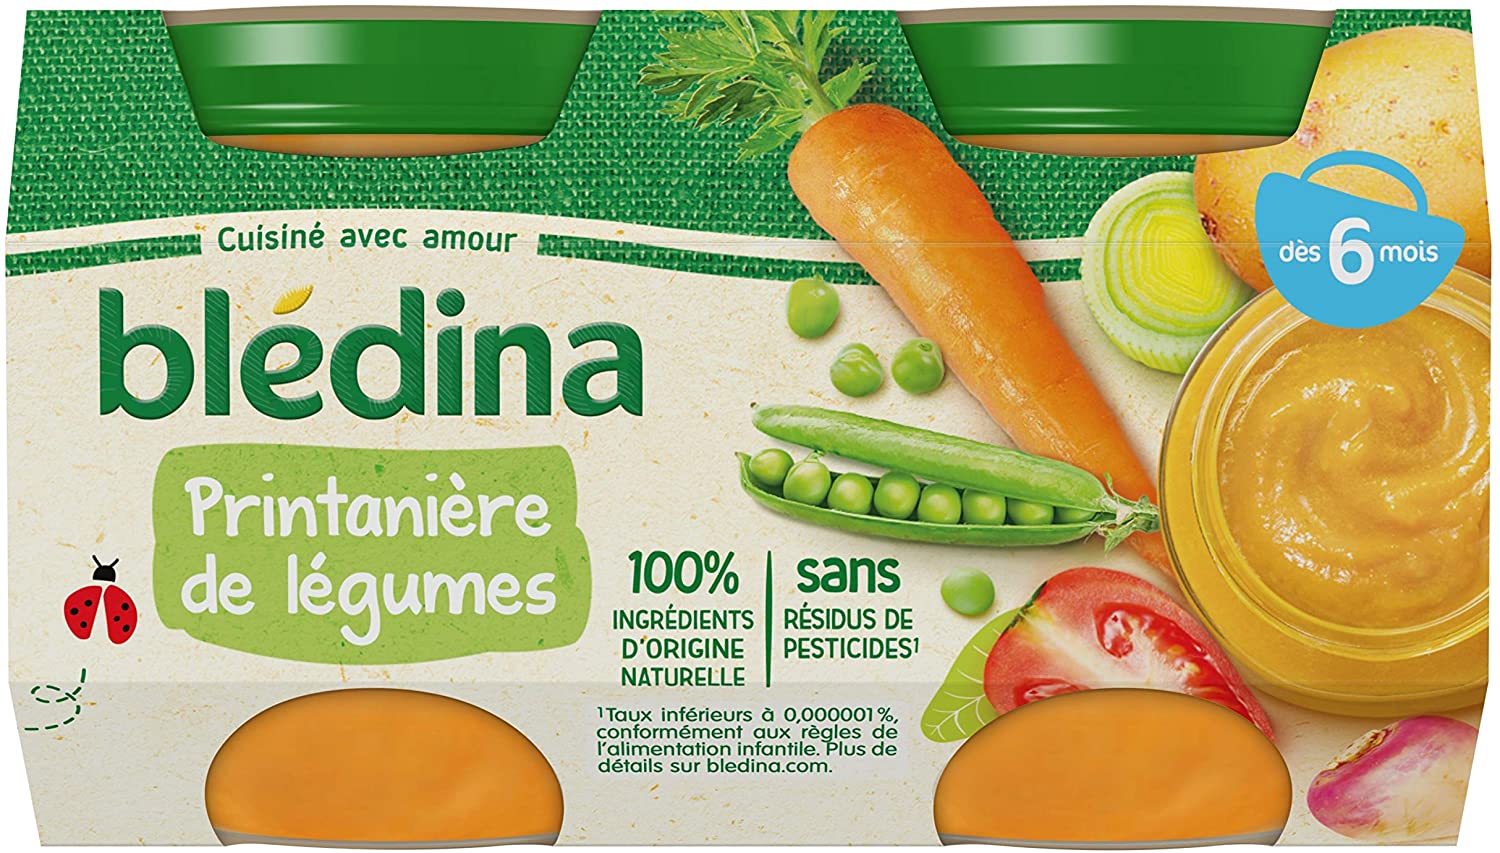 Cuisiné avec amour
blédina
Printanière
de légumes
dès 6 mois
100%
INGRÉDIENTS
D'ORIGINE
NATURELLE
sans
RÉSIDUS DE
PESTICIDES¹
¹Taux inférieurs à 0,000001%,
conformément aux règles de
l'alimentation infantile. Plus de
détails sur bledina.com.